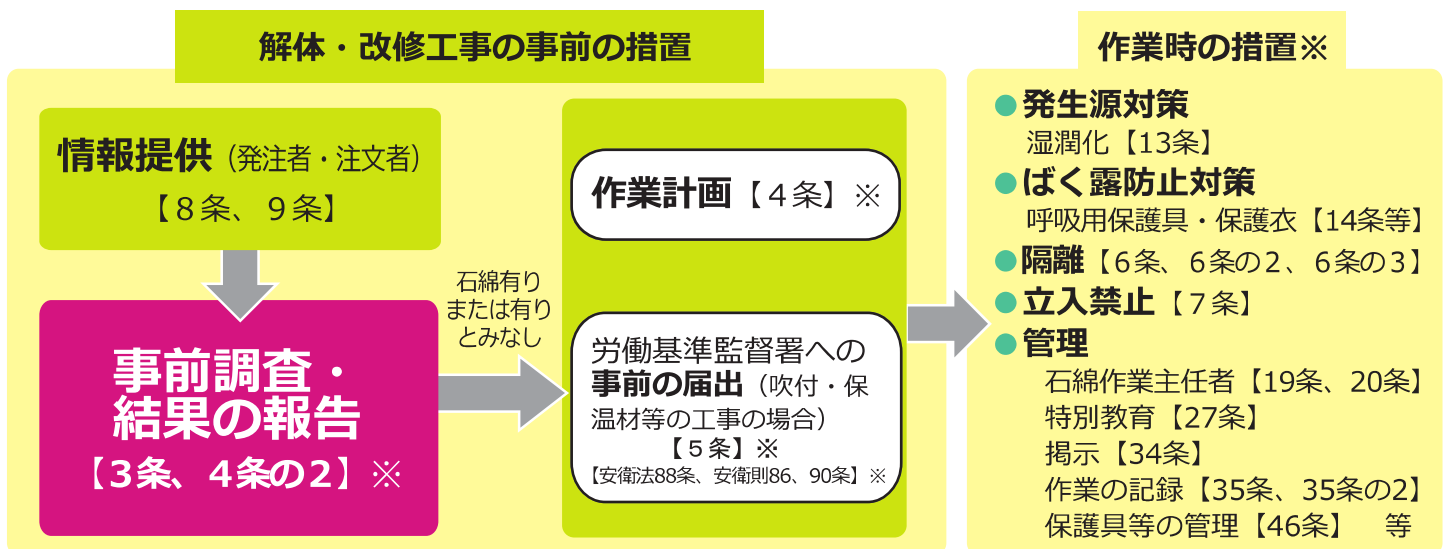 解体・改修工事の事前の措置
情報提供（発注者・注文者）
【８条、９条】
事前調査・
結果の報告
【３条、４条の２】※
石綿有り
または有り
とみなし
作業計画【４条】※
労働基準監督署への
事前の届出（吹付・保
温材等の工事の場合）
【５条】※
【安衛法88条、安衛則86、90条】※
作業時の措置※
●発生源対策
湿潤化【13条】
●ばく露防止対策
呼吸用保護具・保護衣【14条等】
●隔離【６条、６条の２、６条の３】
●立入禁止【７条】
●管理
石綿作業主任者【19条、20条】
特別教育【27条】
掲示【34条】
作業の記録【35条、35条の2】
保護具等の管理【46条】　等